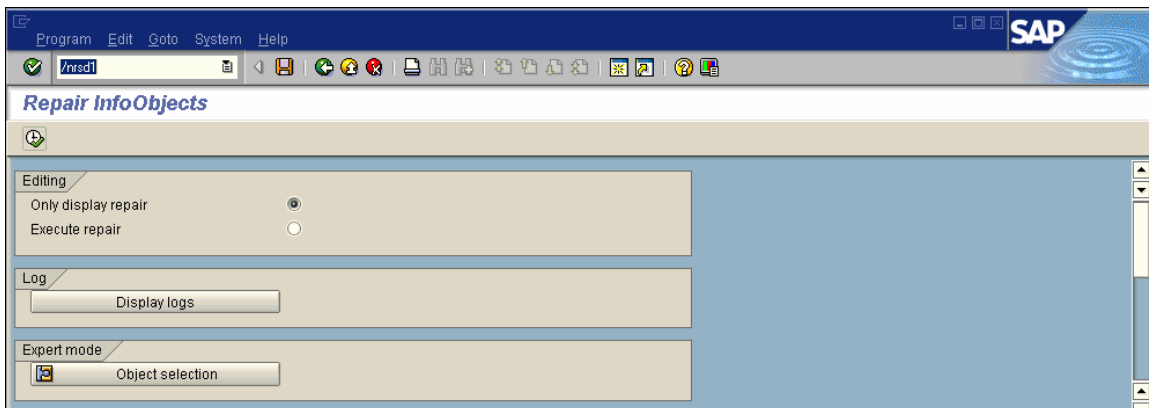 Program Edit Goto System Help
SAP
/nrsd1
Repair InfoObjects
Editing
Only display repair
Execute repair
Log
Display logs
Expert mode
Object selection